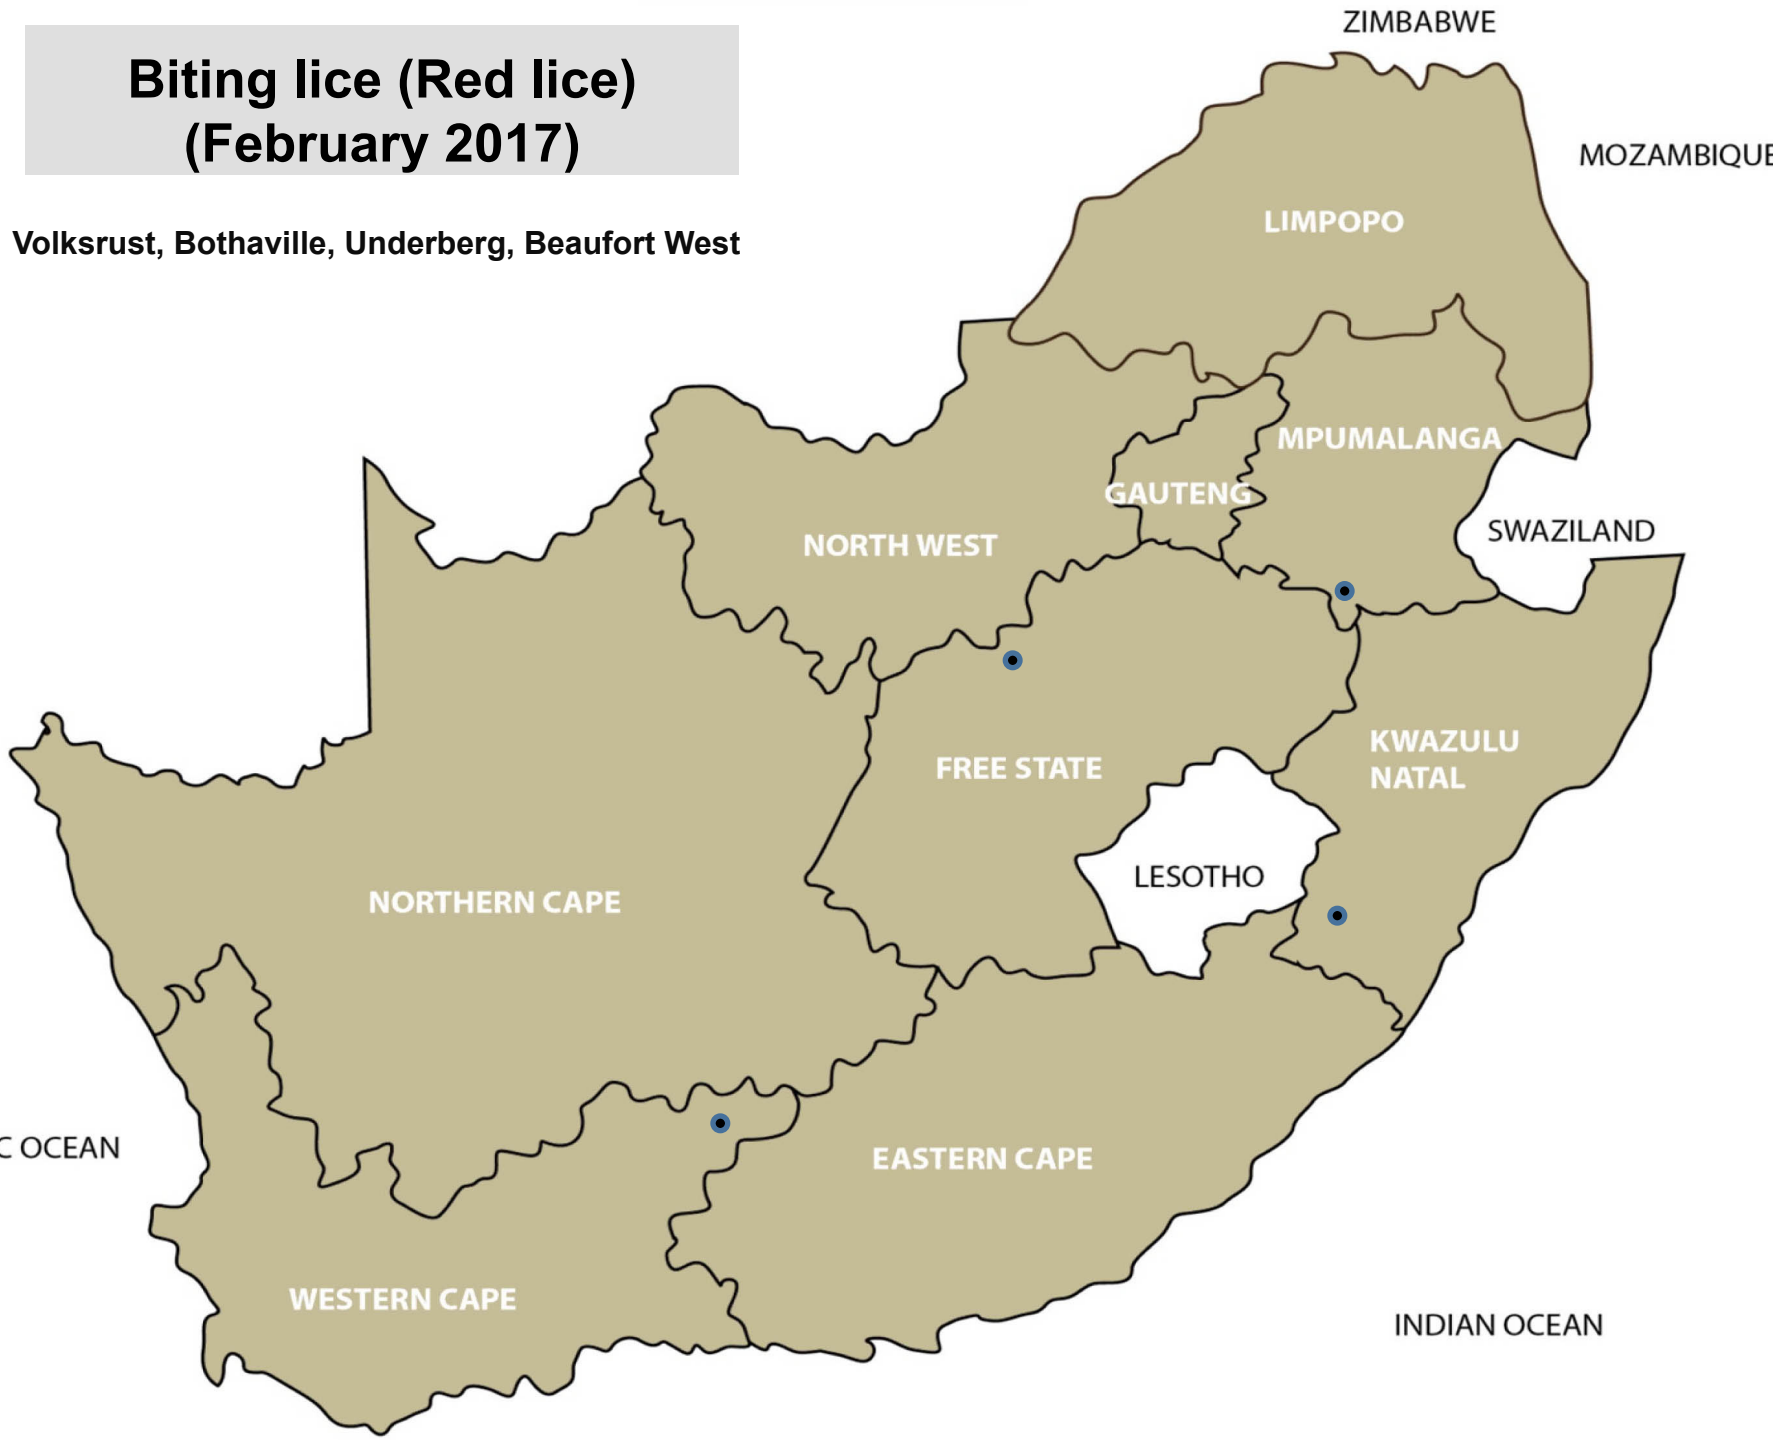 Biting lice (Red lice)
(February 2017)
Volksrust, Bothaville, Underberg, Beaufort West
ZIMBABWE
MOZAMBIQUE
LIMPOPO
MPUMALANGA
GAUTENG
SWAZILAND
NORTH WEST
KWAZULU
NATAL
FREE STATE
LESOTHO
NORTHERN CAPE
C OCEAN
EASTERN CAPE
WESTERN CAPE
INDIAN OCEAN